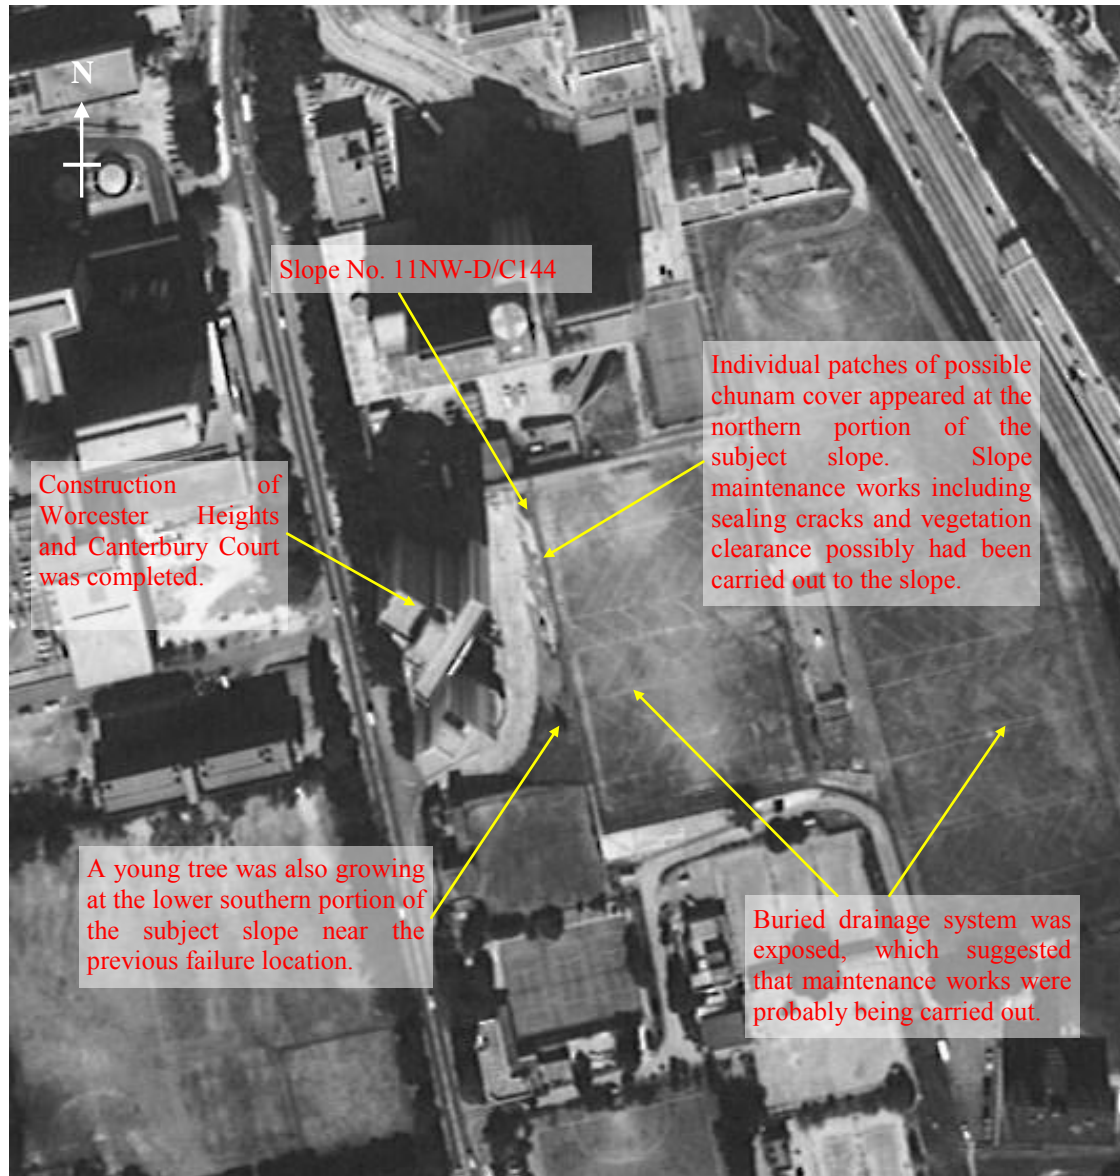 N
Slope No. 11NW-D/C144
Individual patches of possible
chunam cover appeared at the
northern portion of the
subject slope. Slope
maintenance works including
sealing cracks and vegetation
clearance possibly had been
carried out to the slope.
Construction of
Worcester Heights
and Canterbury Court
was completed.
A young tree was also growing
at the lower southern portion of
the subject slope near the
previous failure location.
Buried drainage system was
exposed, which suggested
that maintenance works were
probably being carried out.